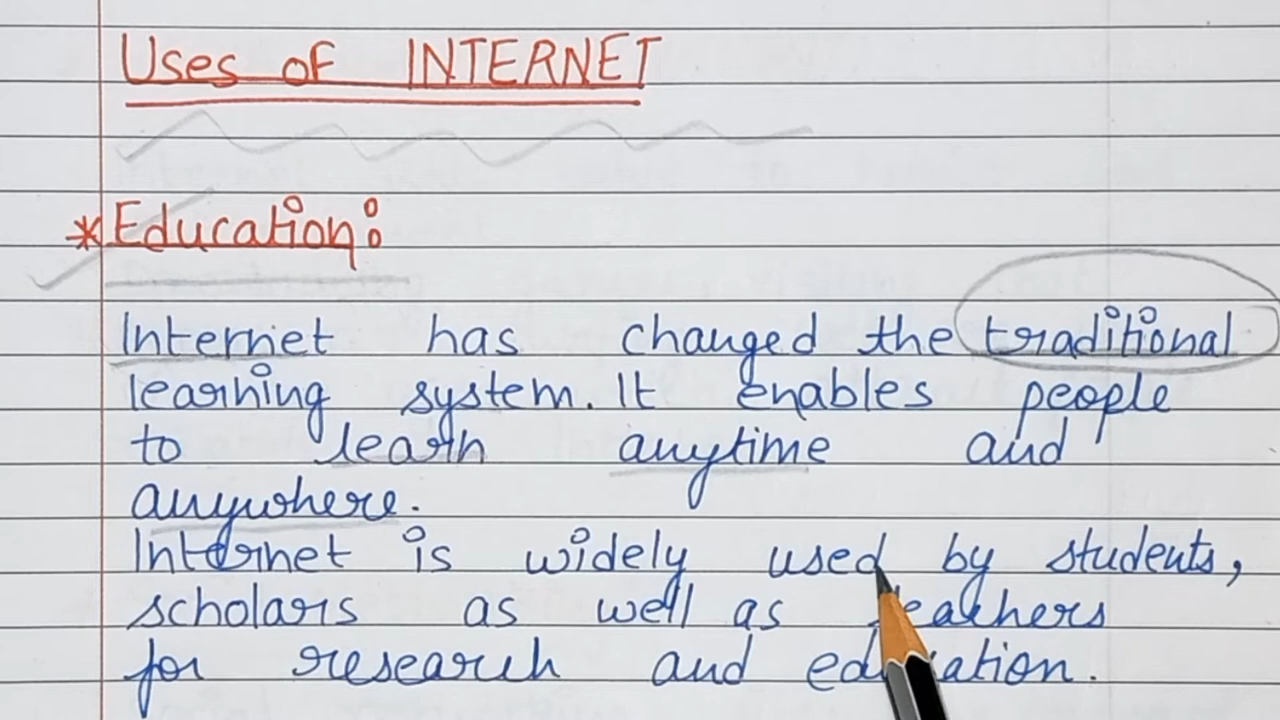 Uses of INTERNET
* Education:
Internet has changed the traditional
learning system. It enables people
to learn anytime and
anywhere.
Internet is widely used by students,
scholars as well as teachers
for research and education.